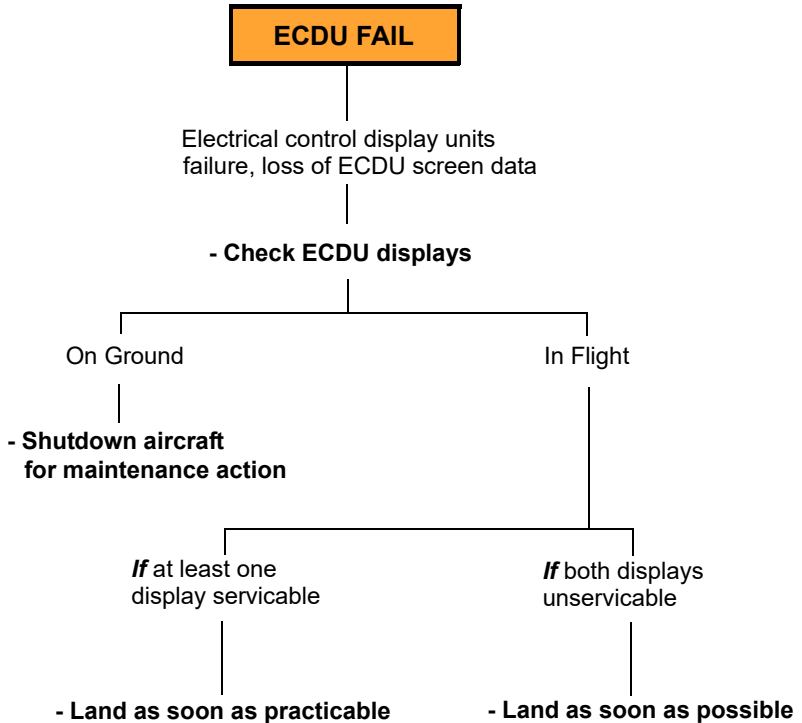 ECDU FAIL
Electrical control display units
failure, loss of ECDU screen data
- Check ECDU displays
On Ground
In Flight
- Shutdown aircraft
for maintenance action
If at least one
display servicable
If both displays
unservicable
- Land as soon as practicable
- Land as soon as possible